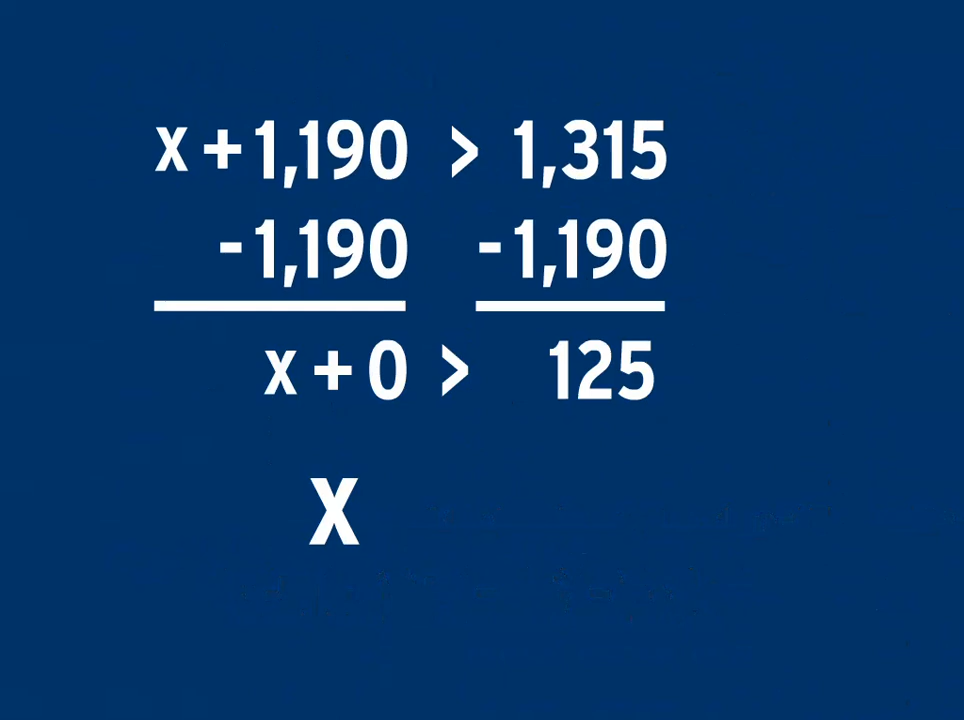 x + 1,190 > 1,315
- 1,190 - 1,190
x + 0 > 125
X